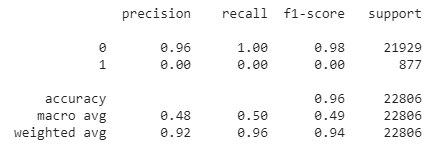 precision recall f1-score support
0 0.96 1.00 0.98 21929
1 0.00 0.00 0.00 877
accuracy 0.96 22806
macro avg 0.48 0.50 0.49 22806
weighted avg 0.92 0.96 0.94 22806